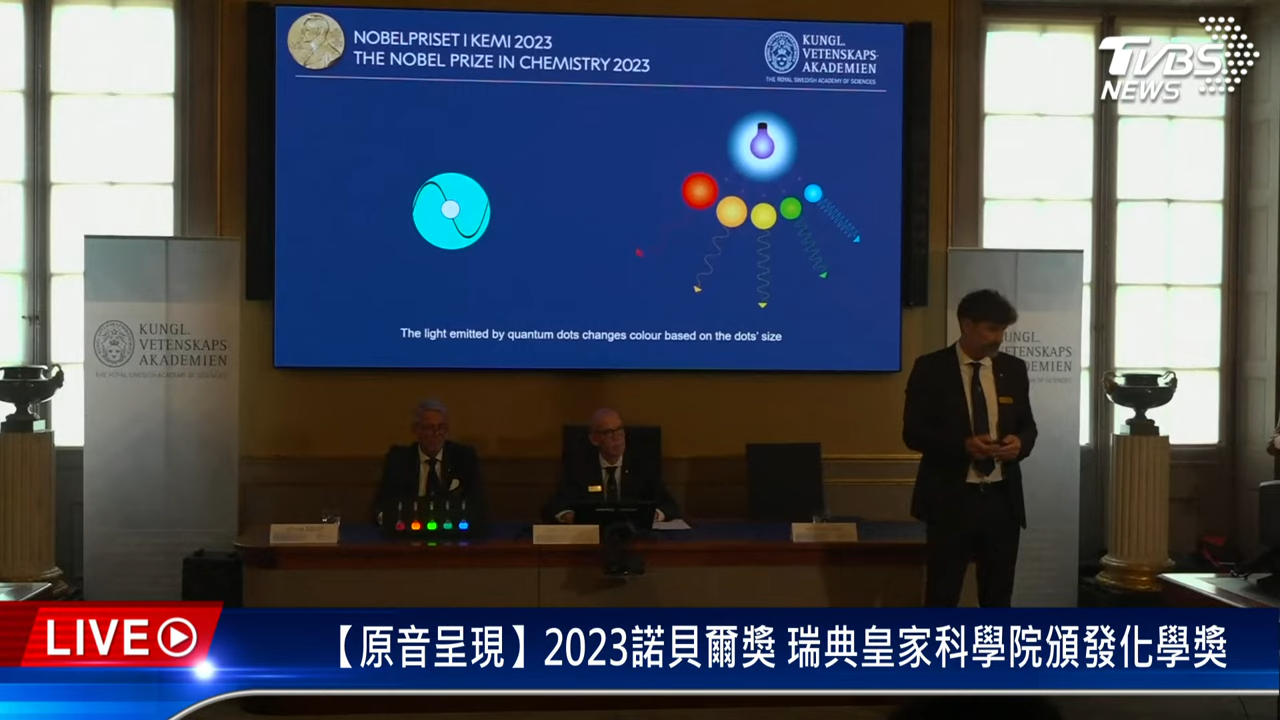 NOBELPRISET I KEMI 2023
THE NOBEL PRIZE IN CHEMISTRY 2023
KUNGL.
VETENSKAPS-
AKADEMIEN
THE ROYAL SWEDISH ACADEMY OF SCIENCES
TVBS
NEWS
The light emitted by quantum dots changes colour based on the dots' size
KUNGL.
VETENSKAPS
AKADEMIEN
THE ROYAL SWEDISH ACADEMY OF SCIENCES
KUNGL.
VETENSKAPS
LIVE
【原音呈現】2023諾貝爾獎 瑞典皇家科學院頒發化學獎